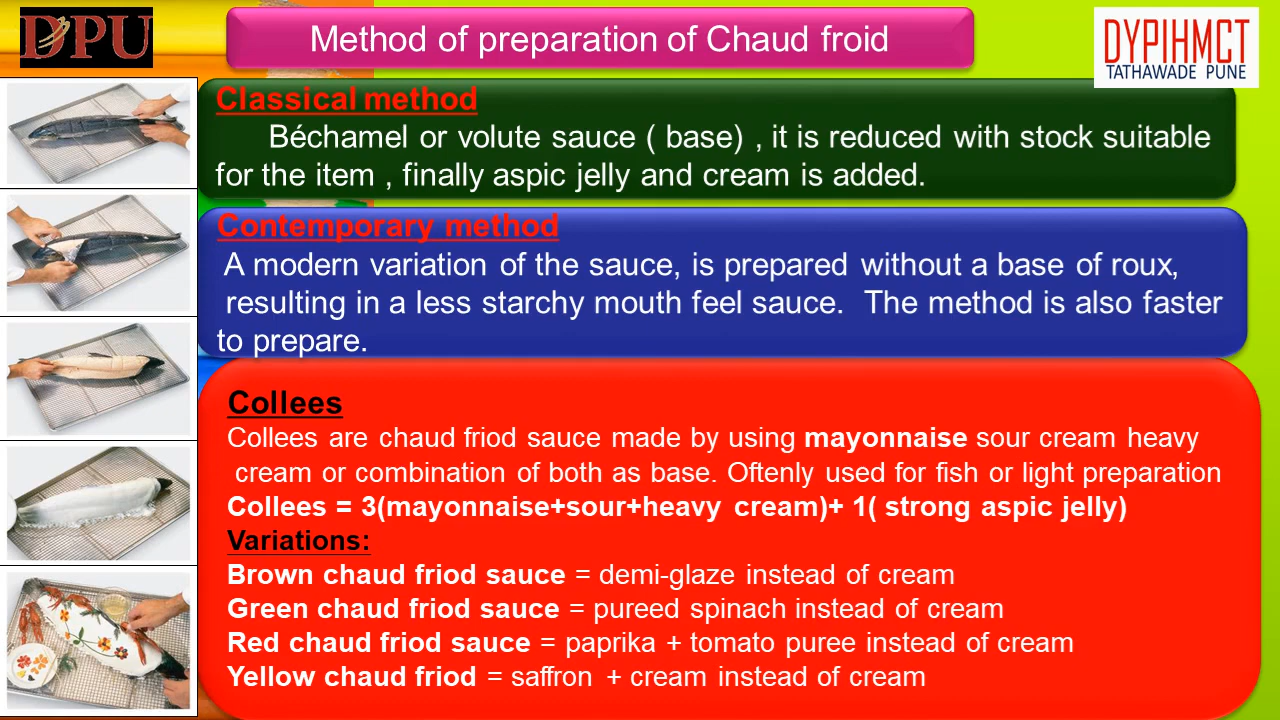 DPU
Method of preparation of Chaud froid
DYPIHMCT
TATHAWADE PUNE
Classical method
Béchamel or volute sauce ( base) , it is reduced with stock suitable
for the item , finally aspic jelly and cream is added.
Contemporary method
A modern variation of the sauce, is prepared without a base of roux,
resulting in a less starchy mouth feel sauce. The method is also faster
to prepare.
Collees
Collees are chaud friod sauce made by using mayonnaise sour cream heavy
cream or combination of both as base. Oftenly used for fish or light preparation
Collees = 3(mayonnaise+sour+heavy cream)+ 1( strong aspic jelly)
Variations:
Brown chaud friod sauce = demi-glaze instead of cream
Green chaud friod sauce = pureed spinach instead of cream
Red chaud friod sauce = paprika + tomato puree instead of cream
Yellow chaud friod = saffron + cream instead of cream